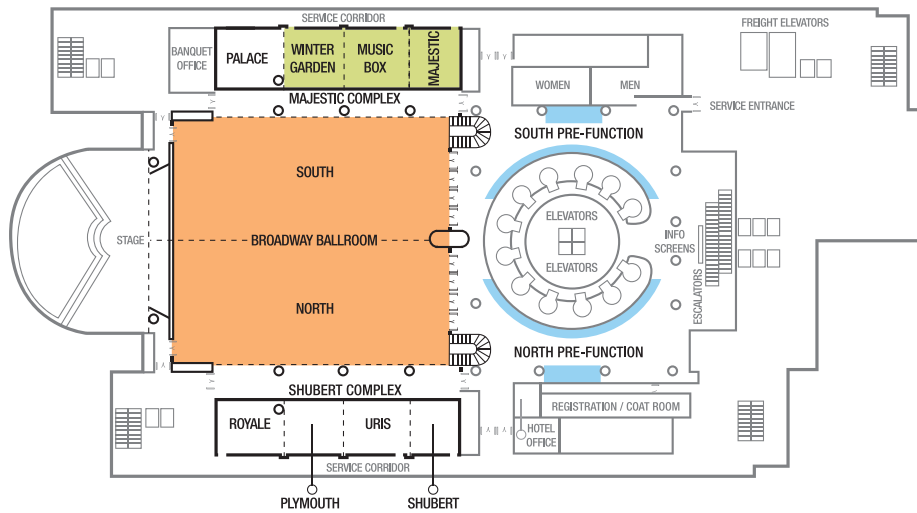 SERVICE CORRIDOR
FREIGHT ELEVATORS
BANQUET
OFFICE
PALACE
WINTER
GARDEN
MUSIC
BOX
MAJESTIC
WOMEN
MEN
MAJESTIC COMPLEX
SERVICE ENTRANCE
SOUTH PRE-FUNCTION
SOUTH
STAGE
BROADWAY BALLROOM
ELEVATORS
ELEVATORS
INFO
SCREENS
ESCALATORS
NORTH
NORTH PRE-FUNCTION
SHUBERT COMPLEX
ROYALE
URIS
REGISTRATION / COAT ROOM
HOTEL
OFFICE
SERVICE CORRIDOR
PLYMOUTH
SHUBERT